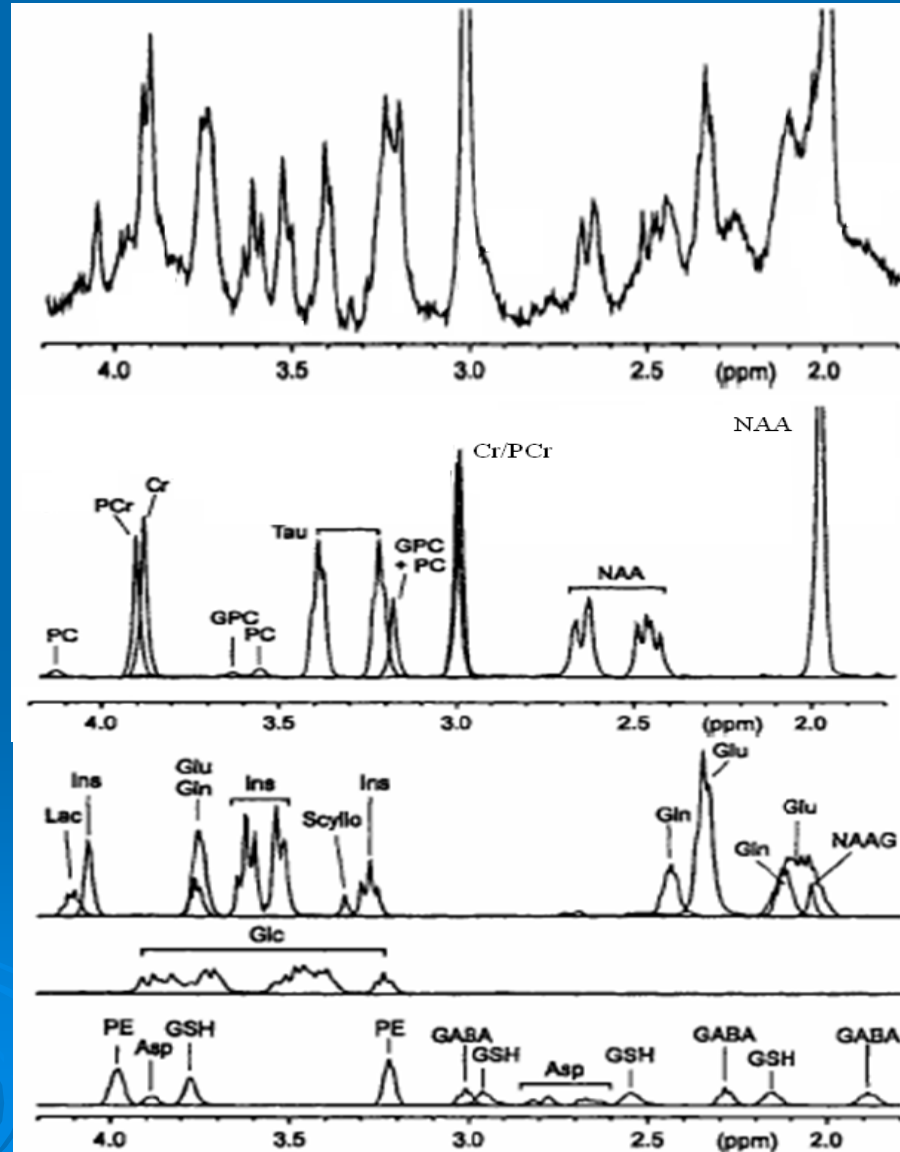 4.0 3.5 3.0 2.5 (ppm) 2.0
NAA
Cr/PCr
Cr
PCr
Tau
GPC
+ PC
NAA
GPC
PC PC
4.0 3.5 3.0 2.5 (ppm) 2.0
Glu
Glu
Ins Gln Ins Ins
Lac Scyllo Gln Glu
Gln NAAG
Glc
PE GSH PE GABA GABA GABA
Asp GSH Asp GSH GSH
4.0 3.5 3.0 2.5 (ppm) 2.0